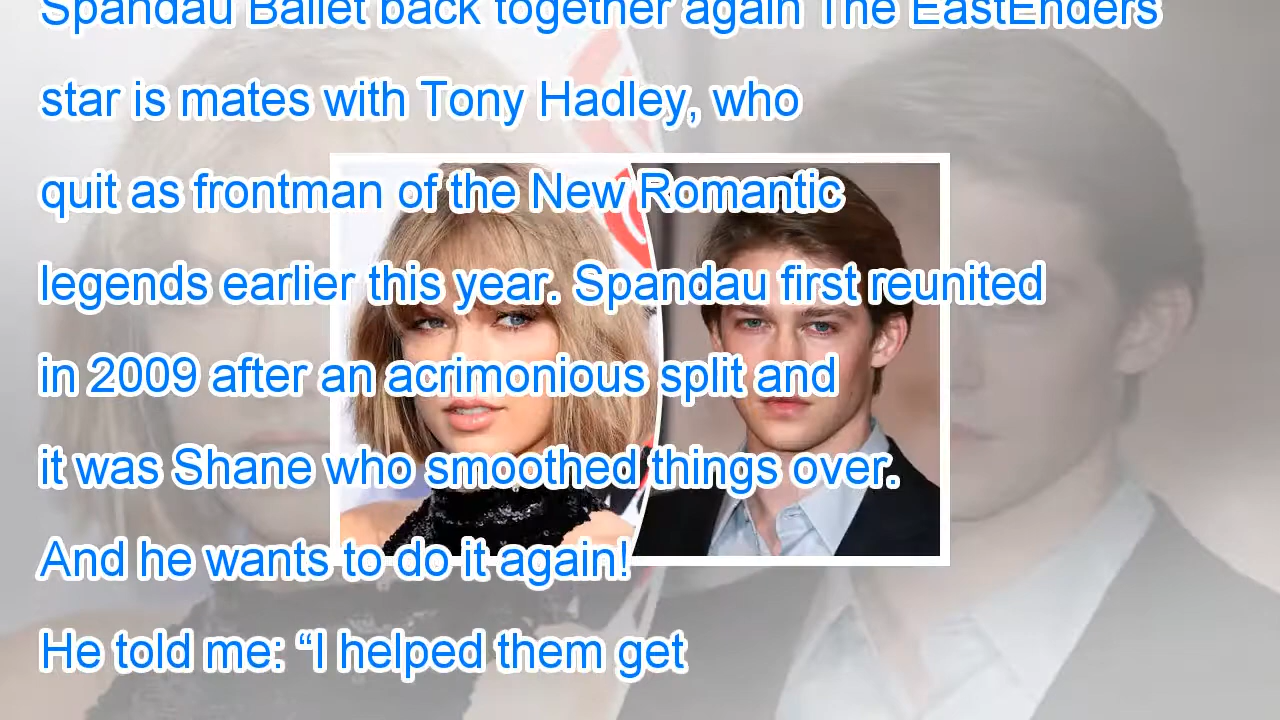 Spandau Ballet back together again The EastEnders
star is mates with Tony Hadley, who
quit as frontman of the New Romantic
legends earlier this year. Spandau first reunited
in 2009 after an acrimonious split and
it was Shane who smoothed things over.
And he wants to do it again!
He told me: “I helped them get